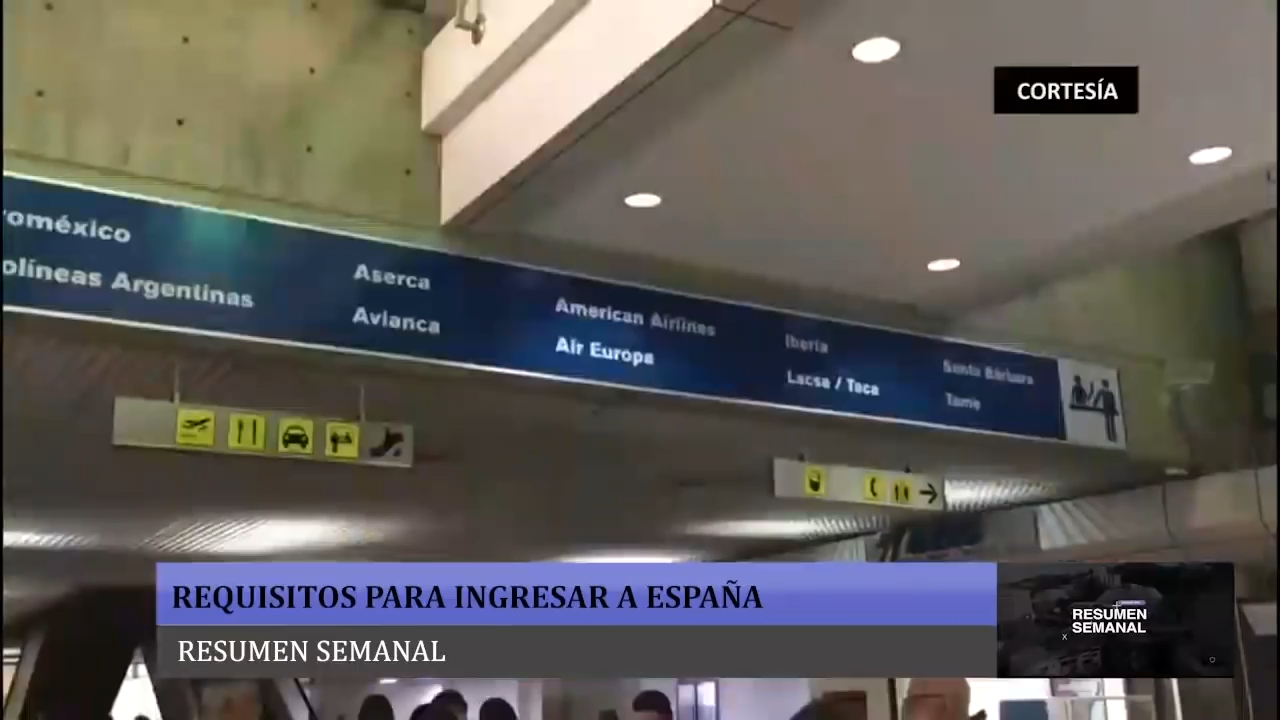 CORTESÍA
roméxico
olíneas Argentinas
Aserca
Avianca
American Airlines
Air Europa
Iberia
Lacsa / Taca
Santa Bárbara
Tame
REQUISITOS PARA INGRESAR A ESPAÑA
RESUMEN SEMANAL
RESUMEN
SEMANAL